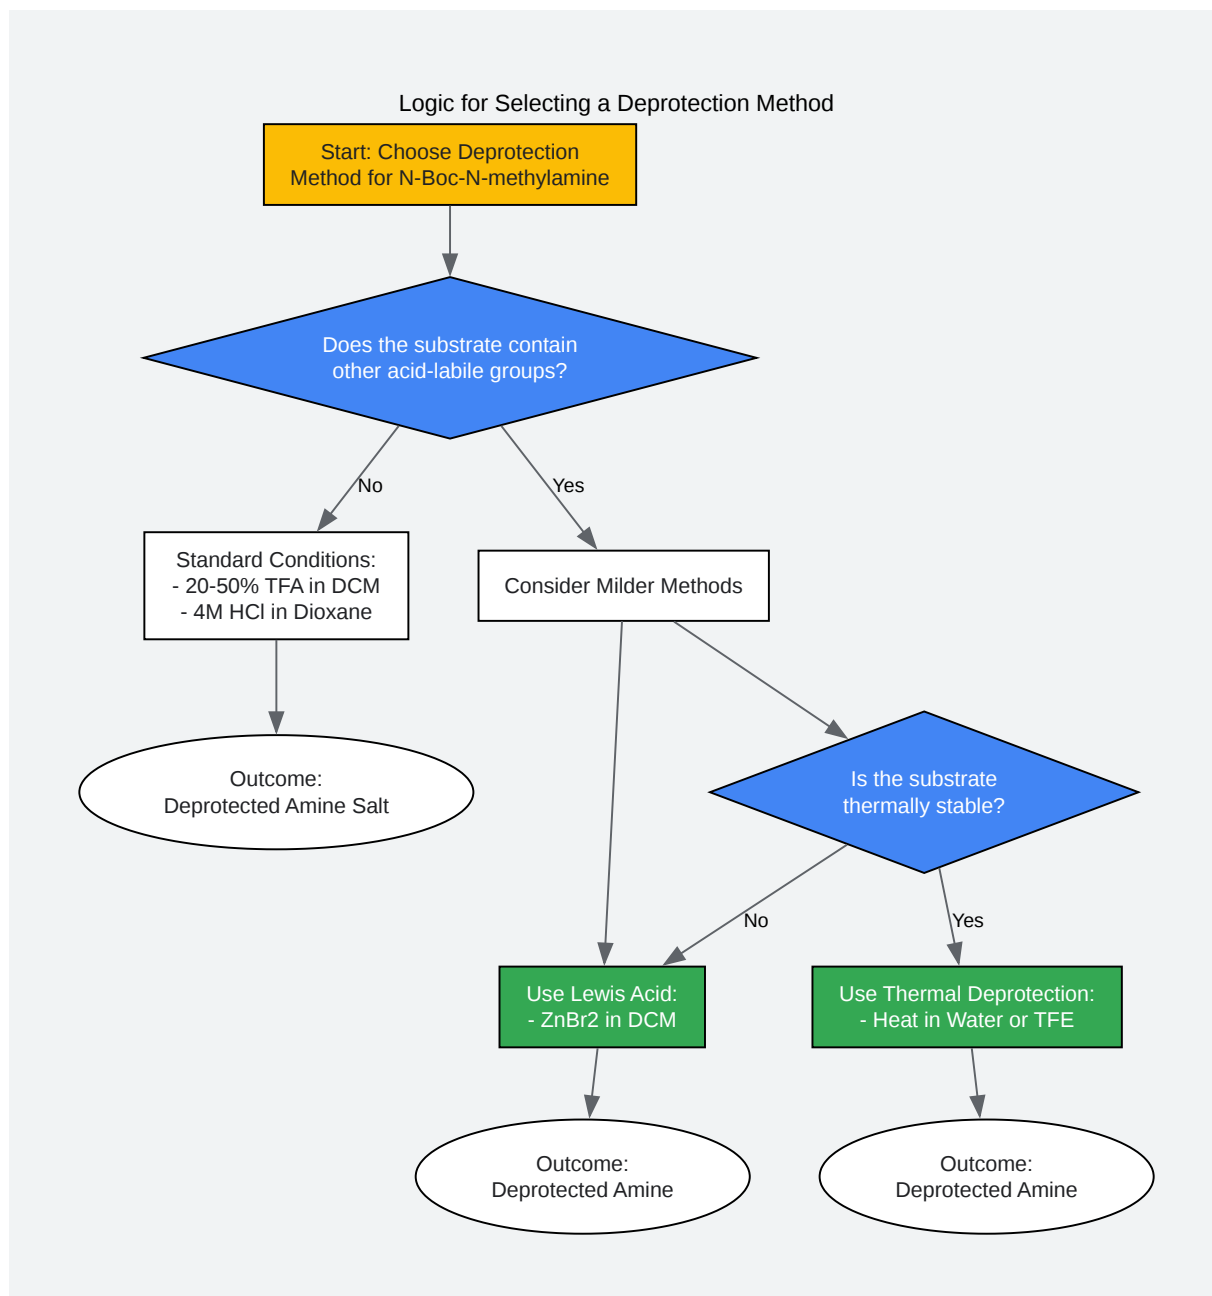 Logic for Selecting a Deprotection Method
Start: Choose Deprotection
Method for N-Boc-N-methylamine
Does the substrate contain
other acid-labile groups?
No
Yes
Standard Conditions:
- 20-50% TFA in DCM
- 4M HCl in Dioxane
Consider Milder Methods
Outcome:
Deprotected Amine Salt
Is the substrate
thermally stable?
No
Yes
Use Lewis Acid:
- ZnBr2 in DCM
Use Thermal Deprotection:
- Heat in Water or TFE
Outcome:
Deprotected Amine
Outcome:
Deprotected Amine